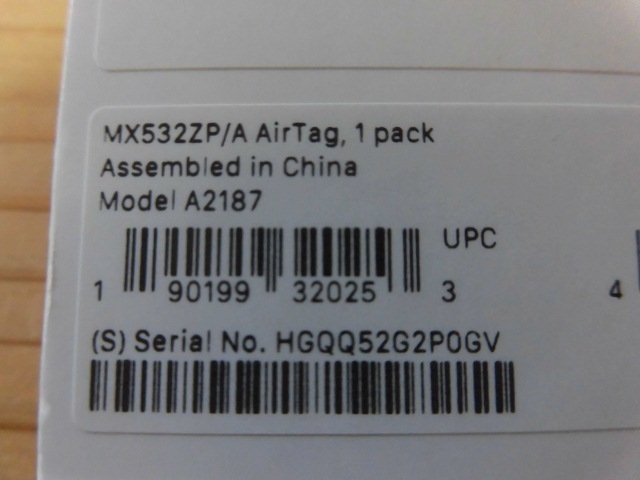 MX532ZP/A AirTag, 1 pack
Assembled in China
Model A2187
UPC
1 90199 32025 3
4
(S) Serial No. HGQQ52G2P0GV